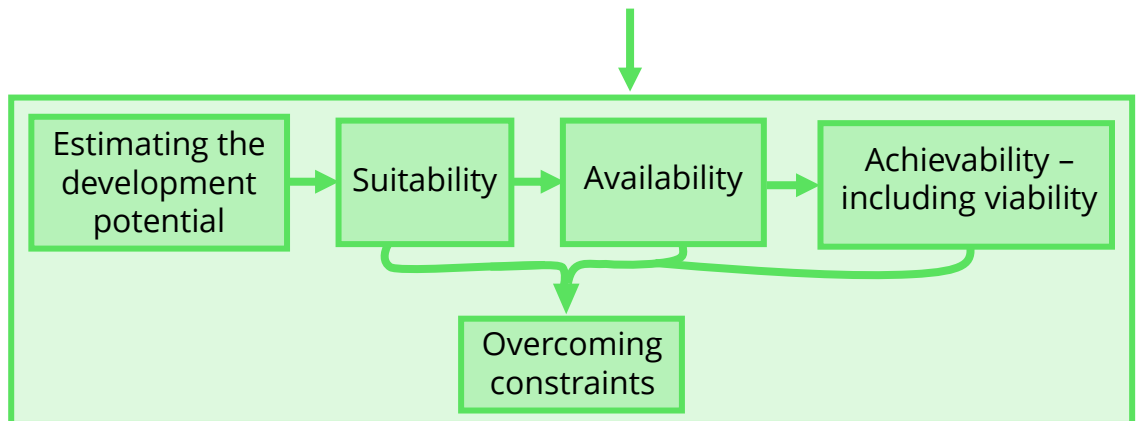 Estimating the
development
potential
Suitability
Availability
Achievability –
including viability
Overcoming
constraints